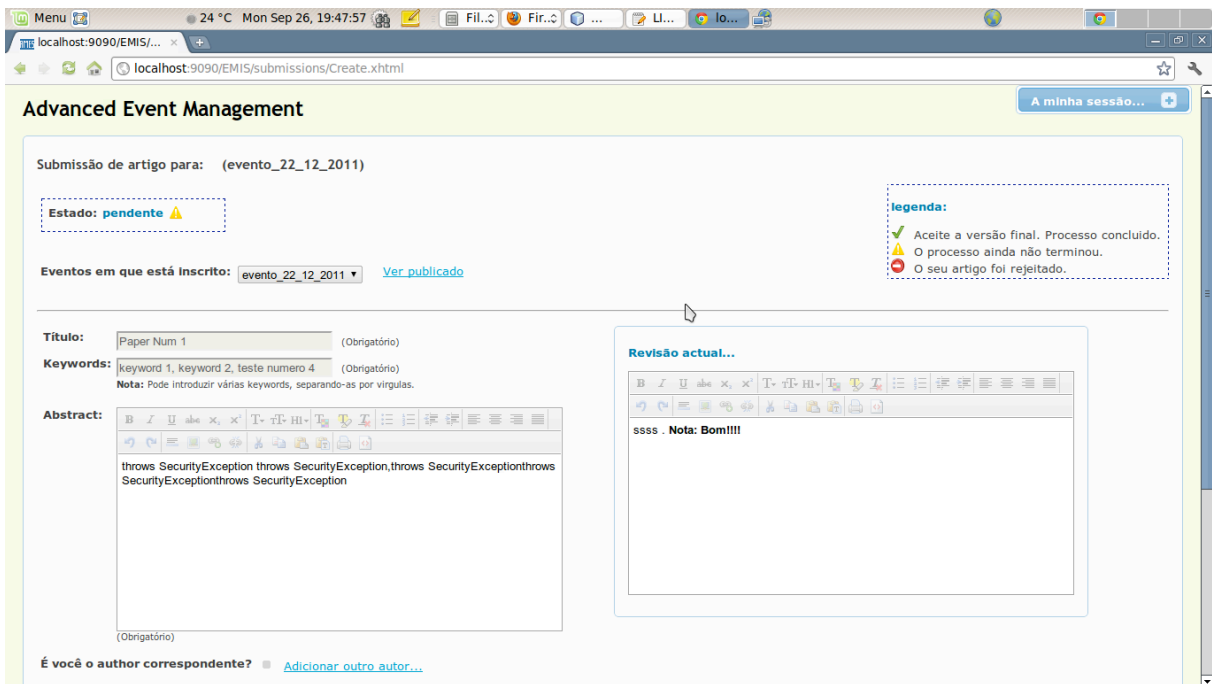 Menu 24 °C Mon Sep 26, 19:47:57 Fil..: Fir..: ... LI... lo...
localhost:9090/EMIS/...
localhost:9090/EMIS/submissions/Create.xhtml
Advanced Event Management
A minha sessão...
Submissão de artigo para: (evento_22_12_2011)
Estado: pendente
legenda:
Aceite a versão final. Processo concluido.
O processo ainda não terminou.
O seu artigo foi rejeitado.
Eventos em que está inscrito: evento_22_12_2011 Ver publicado
Título: Paper Num 1 (Obrigatório)
Keywords: keyword 1, keyword 2, teste numero 4 (Obrigatório)
Nota: Pode introduzir várias keywords, separando-as por virgulas.
Abstract:
throws SecurityException throws SecurityException,throws SecurityExceptionthrows
SecurityExceptionthrows SecurityException
(Obrigatório)
Revisão actual...
ssss . Nota: Bom!!!!
É você o author correspondente? Adicionar outro autor...